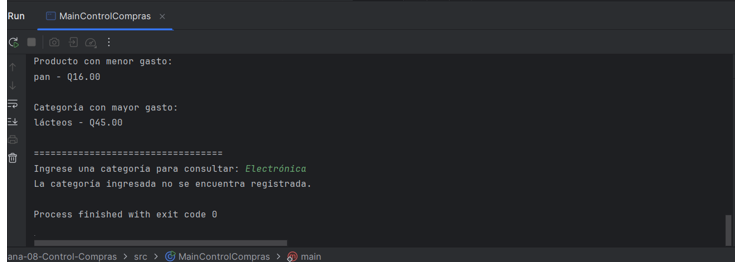 Run MainControlCompras ×
Producto con menor gasto:
pan - Q16.00
Categoría con mayor gasto:
lácteos - Q45.00
==================================
Ingrese una categoría para consultar: Electrónica
La categoría ingresada no se encuentra registrada.
Process finished with exit code 0
ana-08-Control-Compras > src > MainControlCompras > main